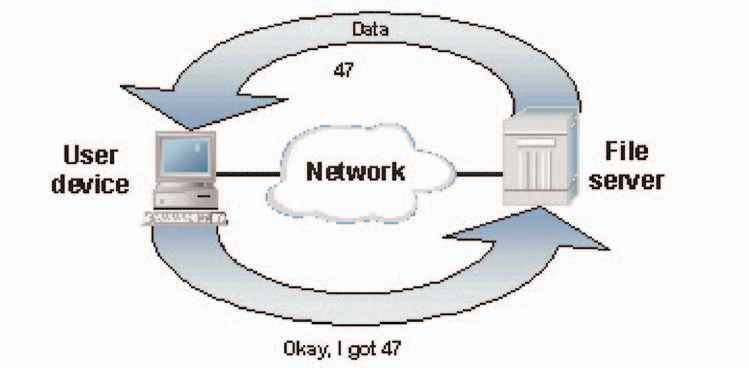 Data
47
User
device
Network
File
server
Okay, I got 47